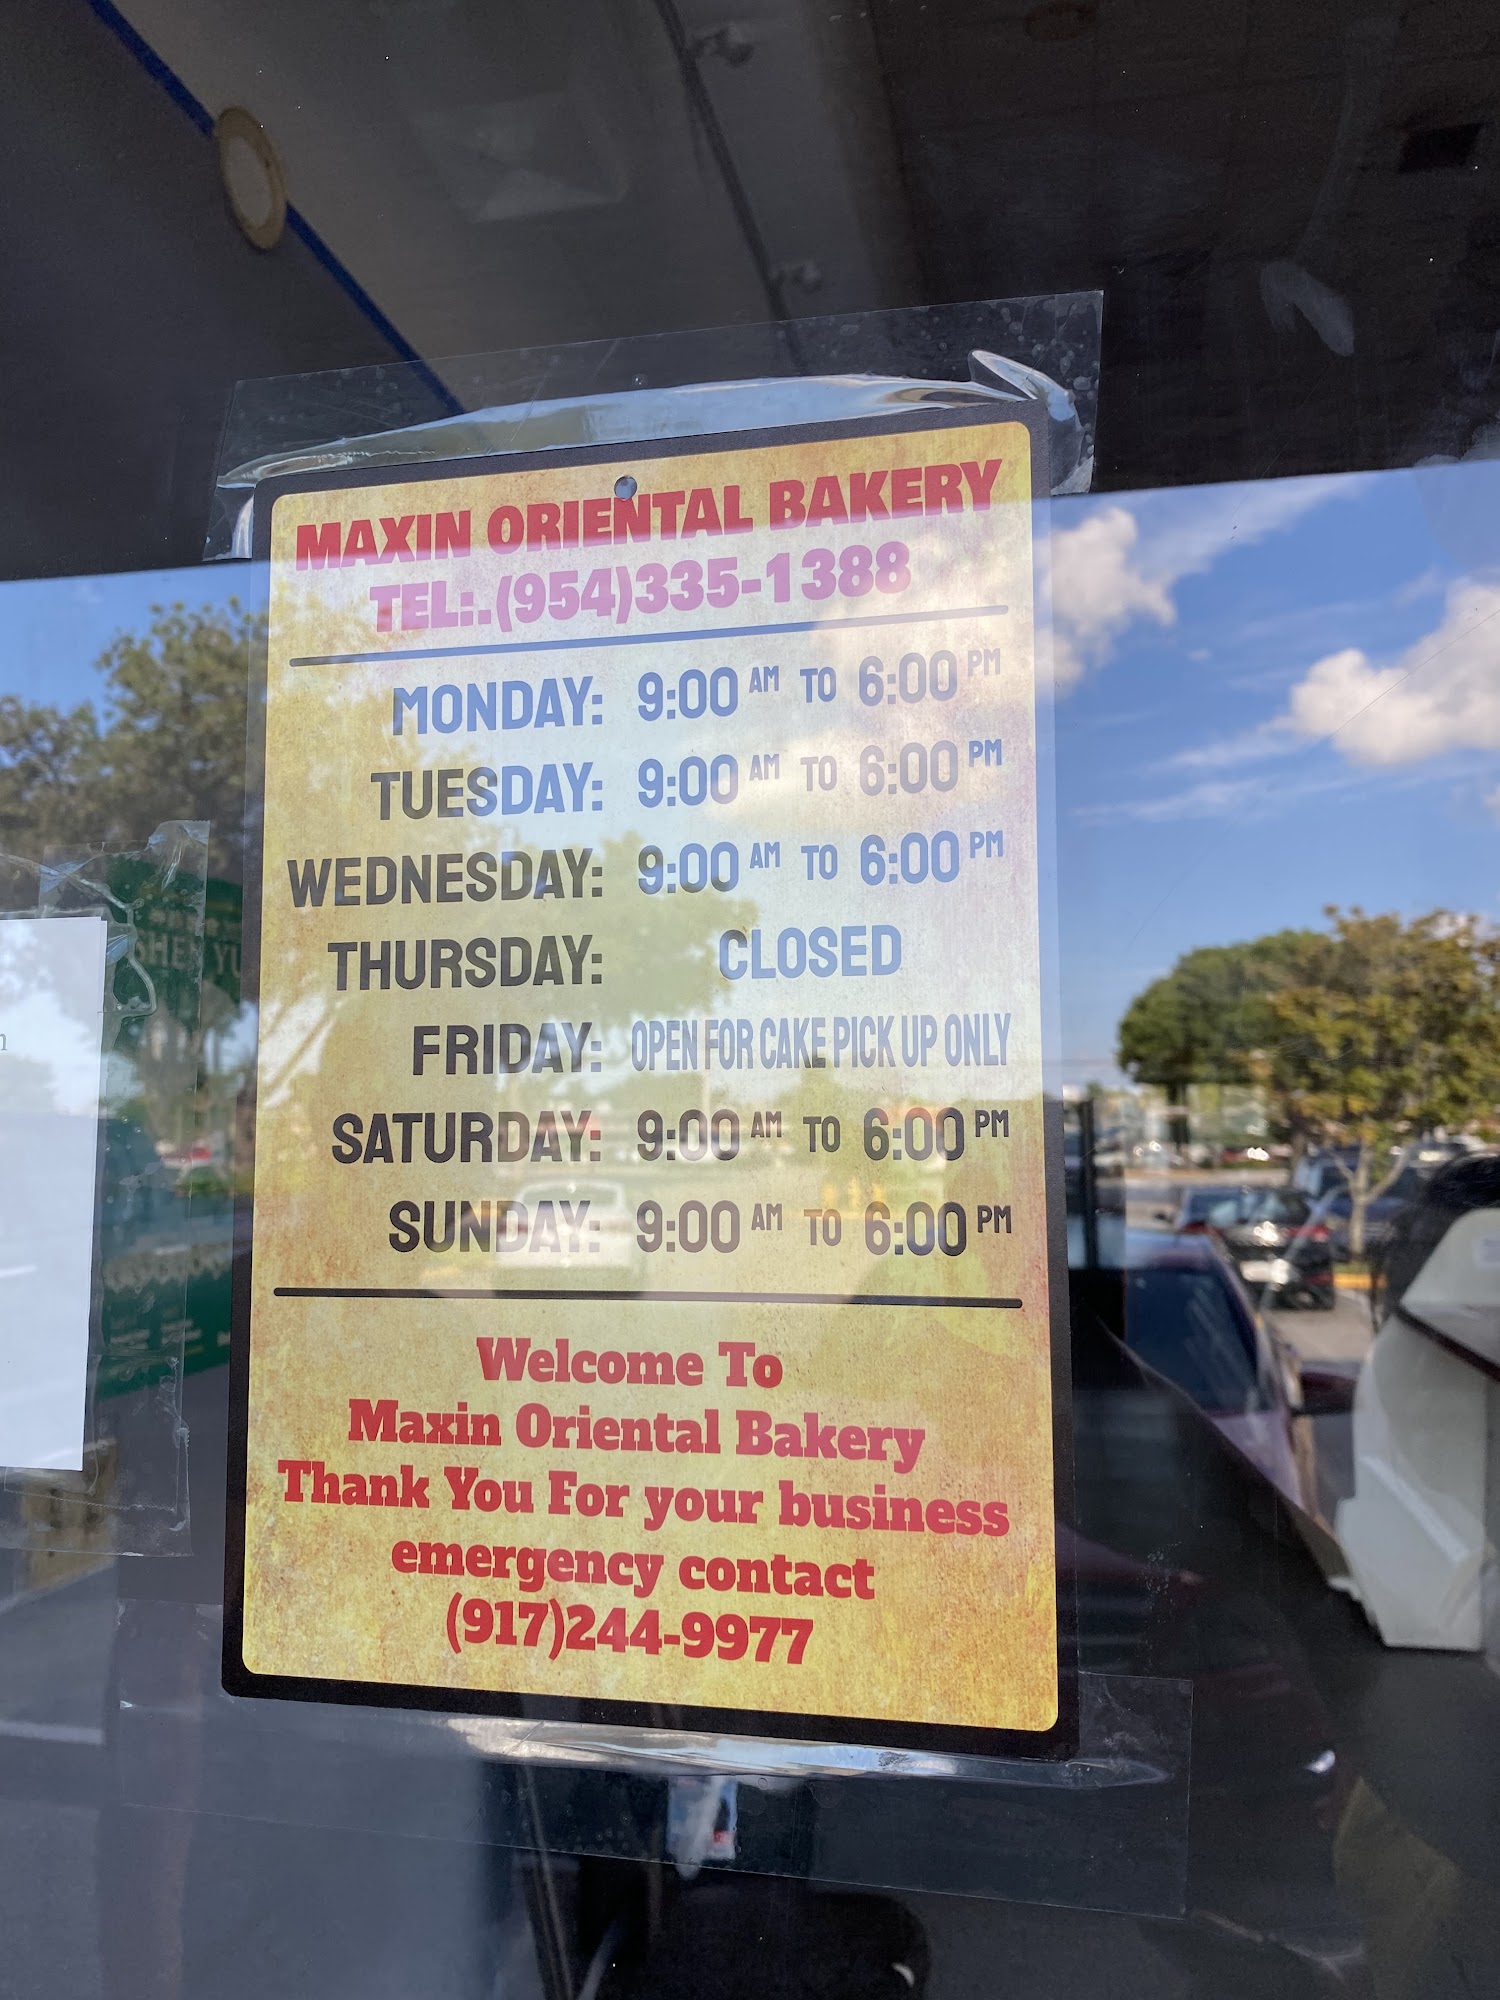 MAXIN ORIENTAL BAKERY
TEL:.(954)335-1388
MONDAY: 9:00 AM TO 6:00 PM
TUESDAY: 9:00 AM TO 6:00 PM
WEDNESDAY: 9:00 AM TO 6:00 PM
THURSDAY: CLOSED
FRIDAY: OPEN FOR CAKE PICK UP ONLY
SATURDAY: 9:00 AM TO 6:00 PM
SUNDAY: 9:00 AM TO 6:00 PM
Welcome To
Maxin Oriental Bakery
Thank You For your business
emergency contact
(917)244-9977